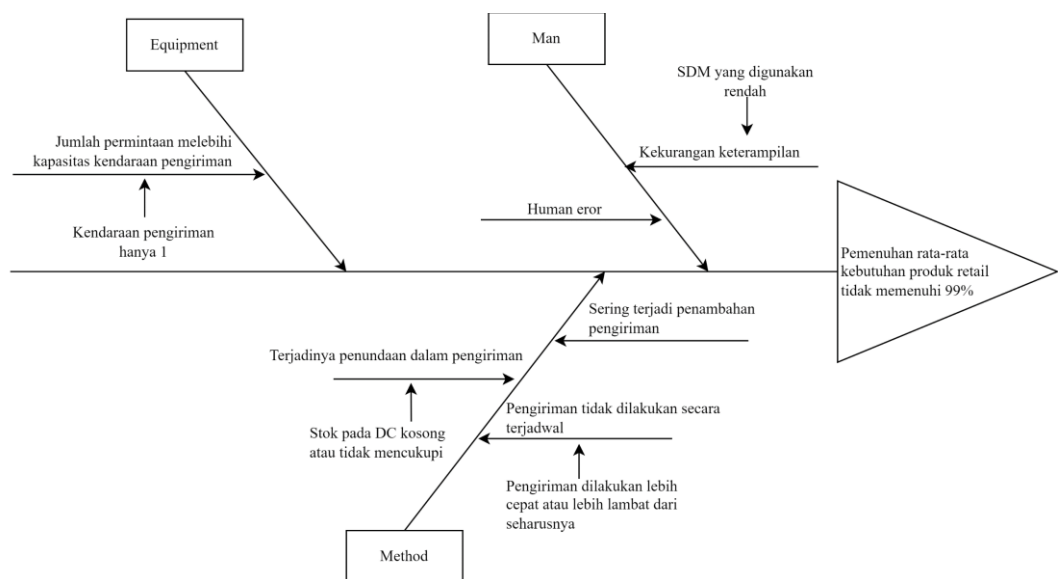 Equipment
Man
SDM yang digunakan
rendah
Jumlah permintaan melebihi
kapasitas kendaraan pengiriman
Kekurangan keterampilan
Human eror
Kendaraan pengiriman
hanya 1
Pemenuhan rata-rata
kebutuhan produk retail
tidak memenuhi 99%
Sering terjadi penambahan
pengiriman
Terjadinya penundaan dalam pengiriman
Pengiriman tidak dilakukan secara
terjadwal
Stok pada DC kosong
atau tidak mencukupi
Pengiriman dilakukan lebih
cepat atau lebih lambat dari
seharusnya
Method